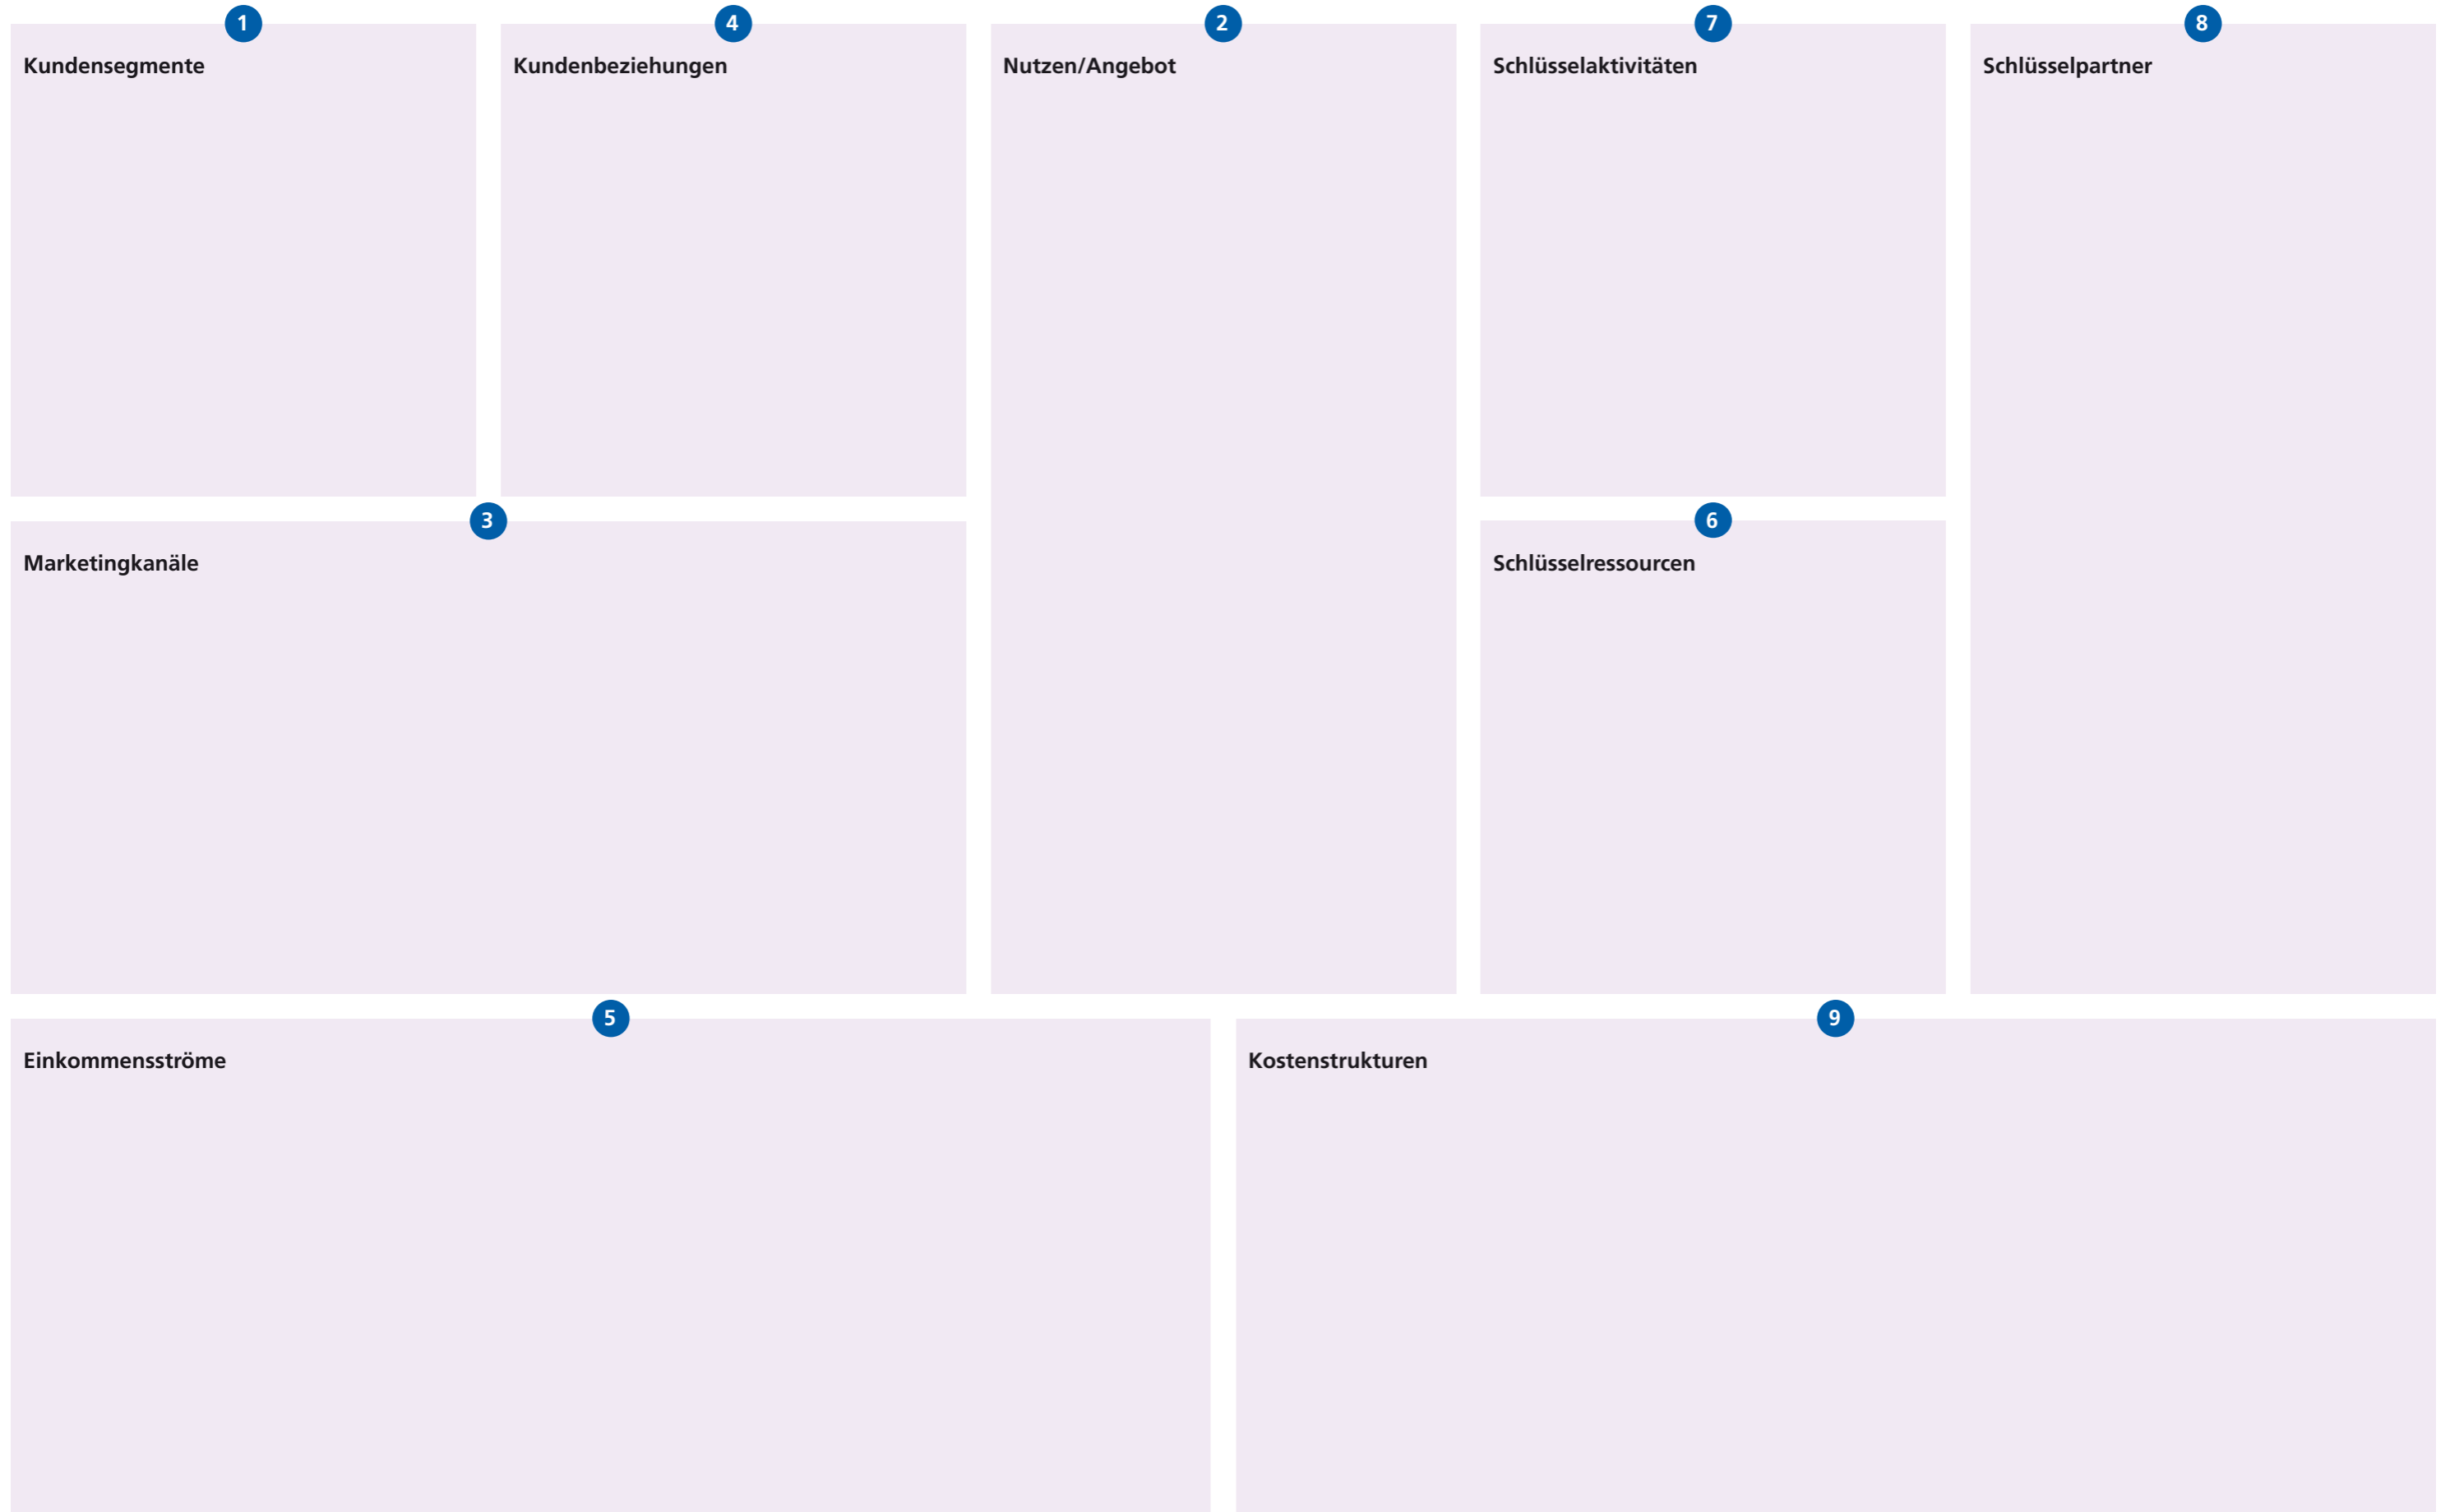 1
Kundensegmente
4
Kundenbeziehungen
2
Nutzen/Angebot
7
Schlüsselaktivitäten
8
Schlüsselpartner
3
Marketingkanäle
6
Schlüsselressourcen
5
Einkommensströme
9
Kostenstrukturen